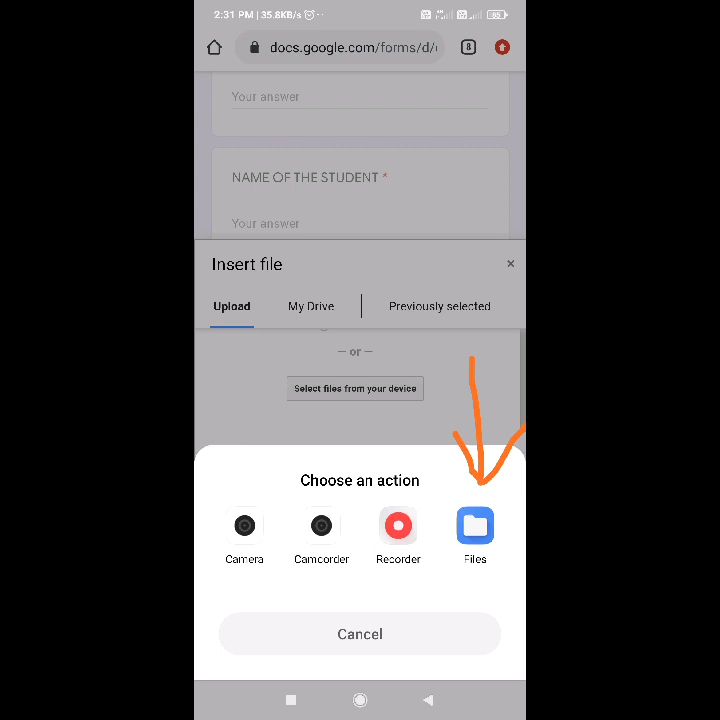 2:31 PM | 35.8KB/s
docs.google.com/forms/d/
8
Your answer
NAME OF THE STUDENT *
Your answer
Insert file
×
Upload
My Drive
Previously selected
— or —
Select files from your device
Choose an action
Camera
Camcorder
Recorder
Files
Cancel